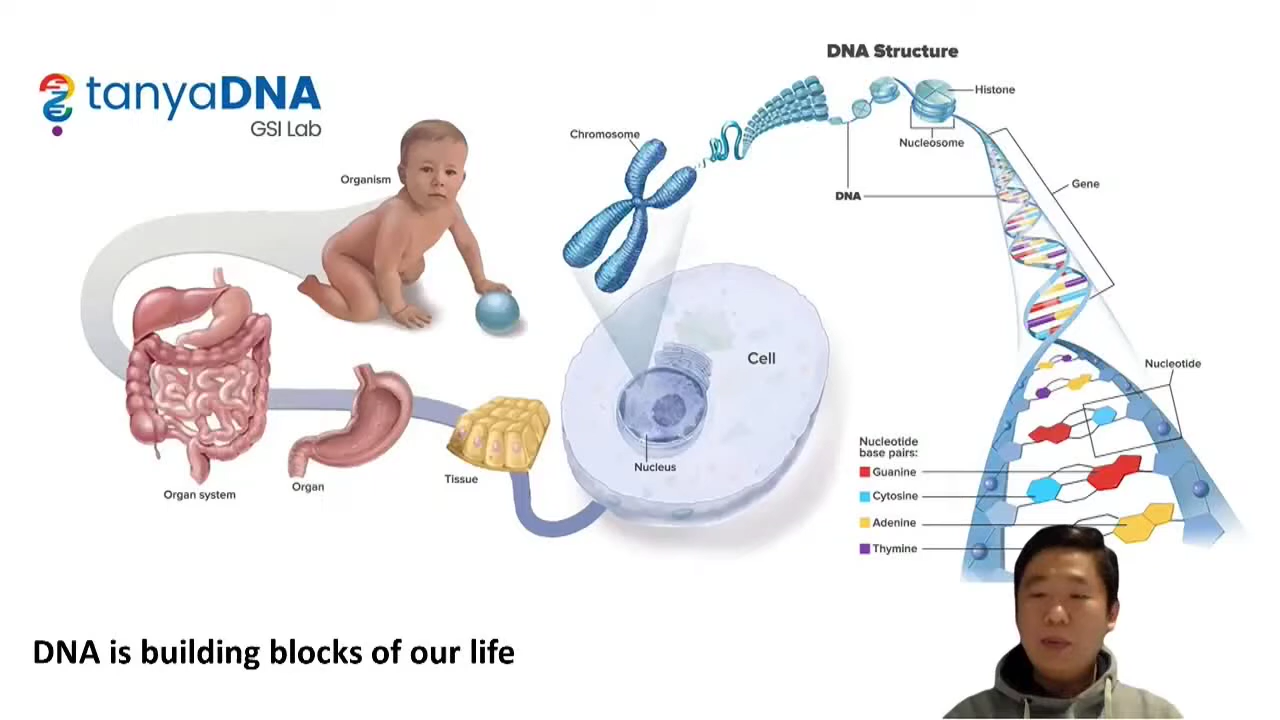 tanyaDNA
GSI Lab
DNA Structure
Histone
Chromosome
Nucleosome
Organism
Gene
DNA
Cell
Nucleotide
Nucleotide
base pairs:
Guanine
Cytosine
Adenine
Thymine
Nucleus
Tissue
Organ
Organ system
DNA is building blocks of our life